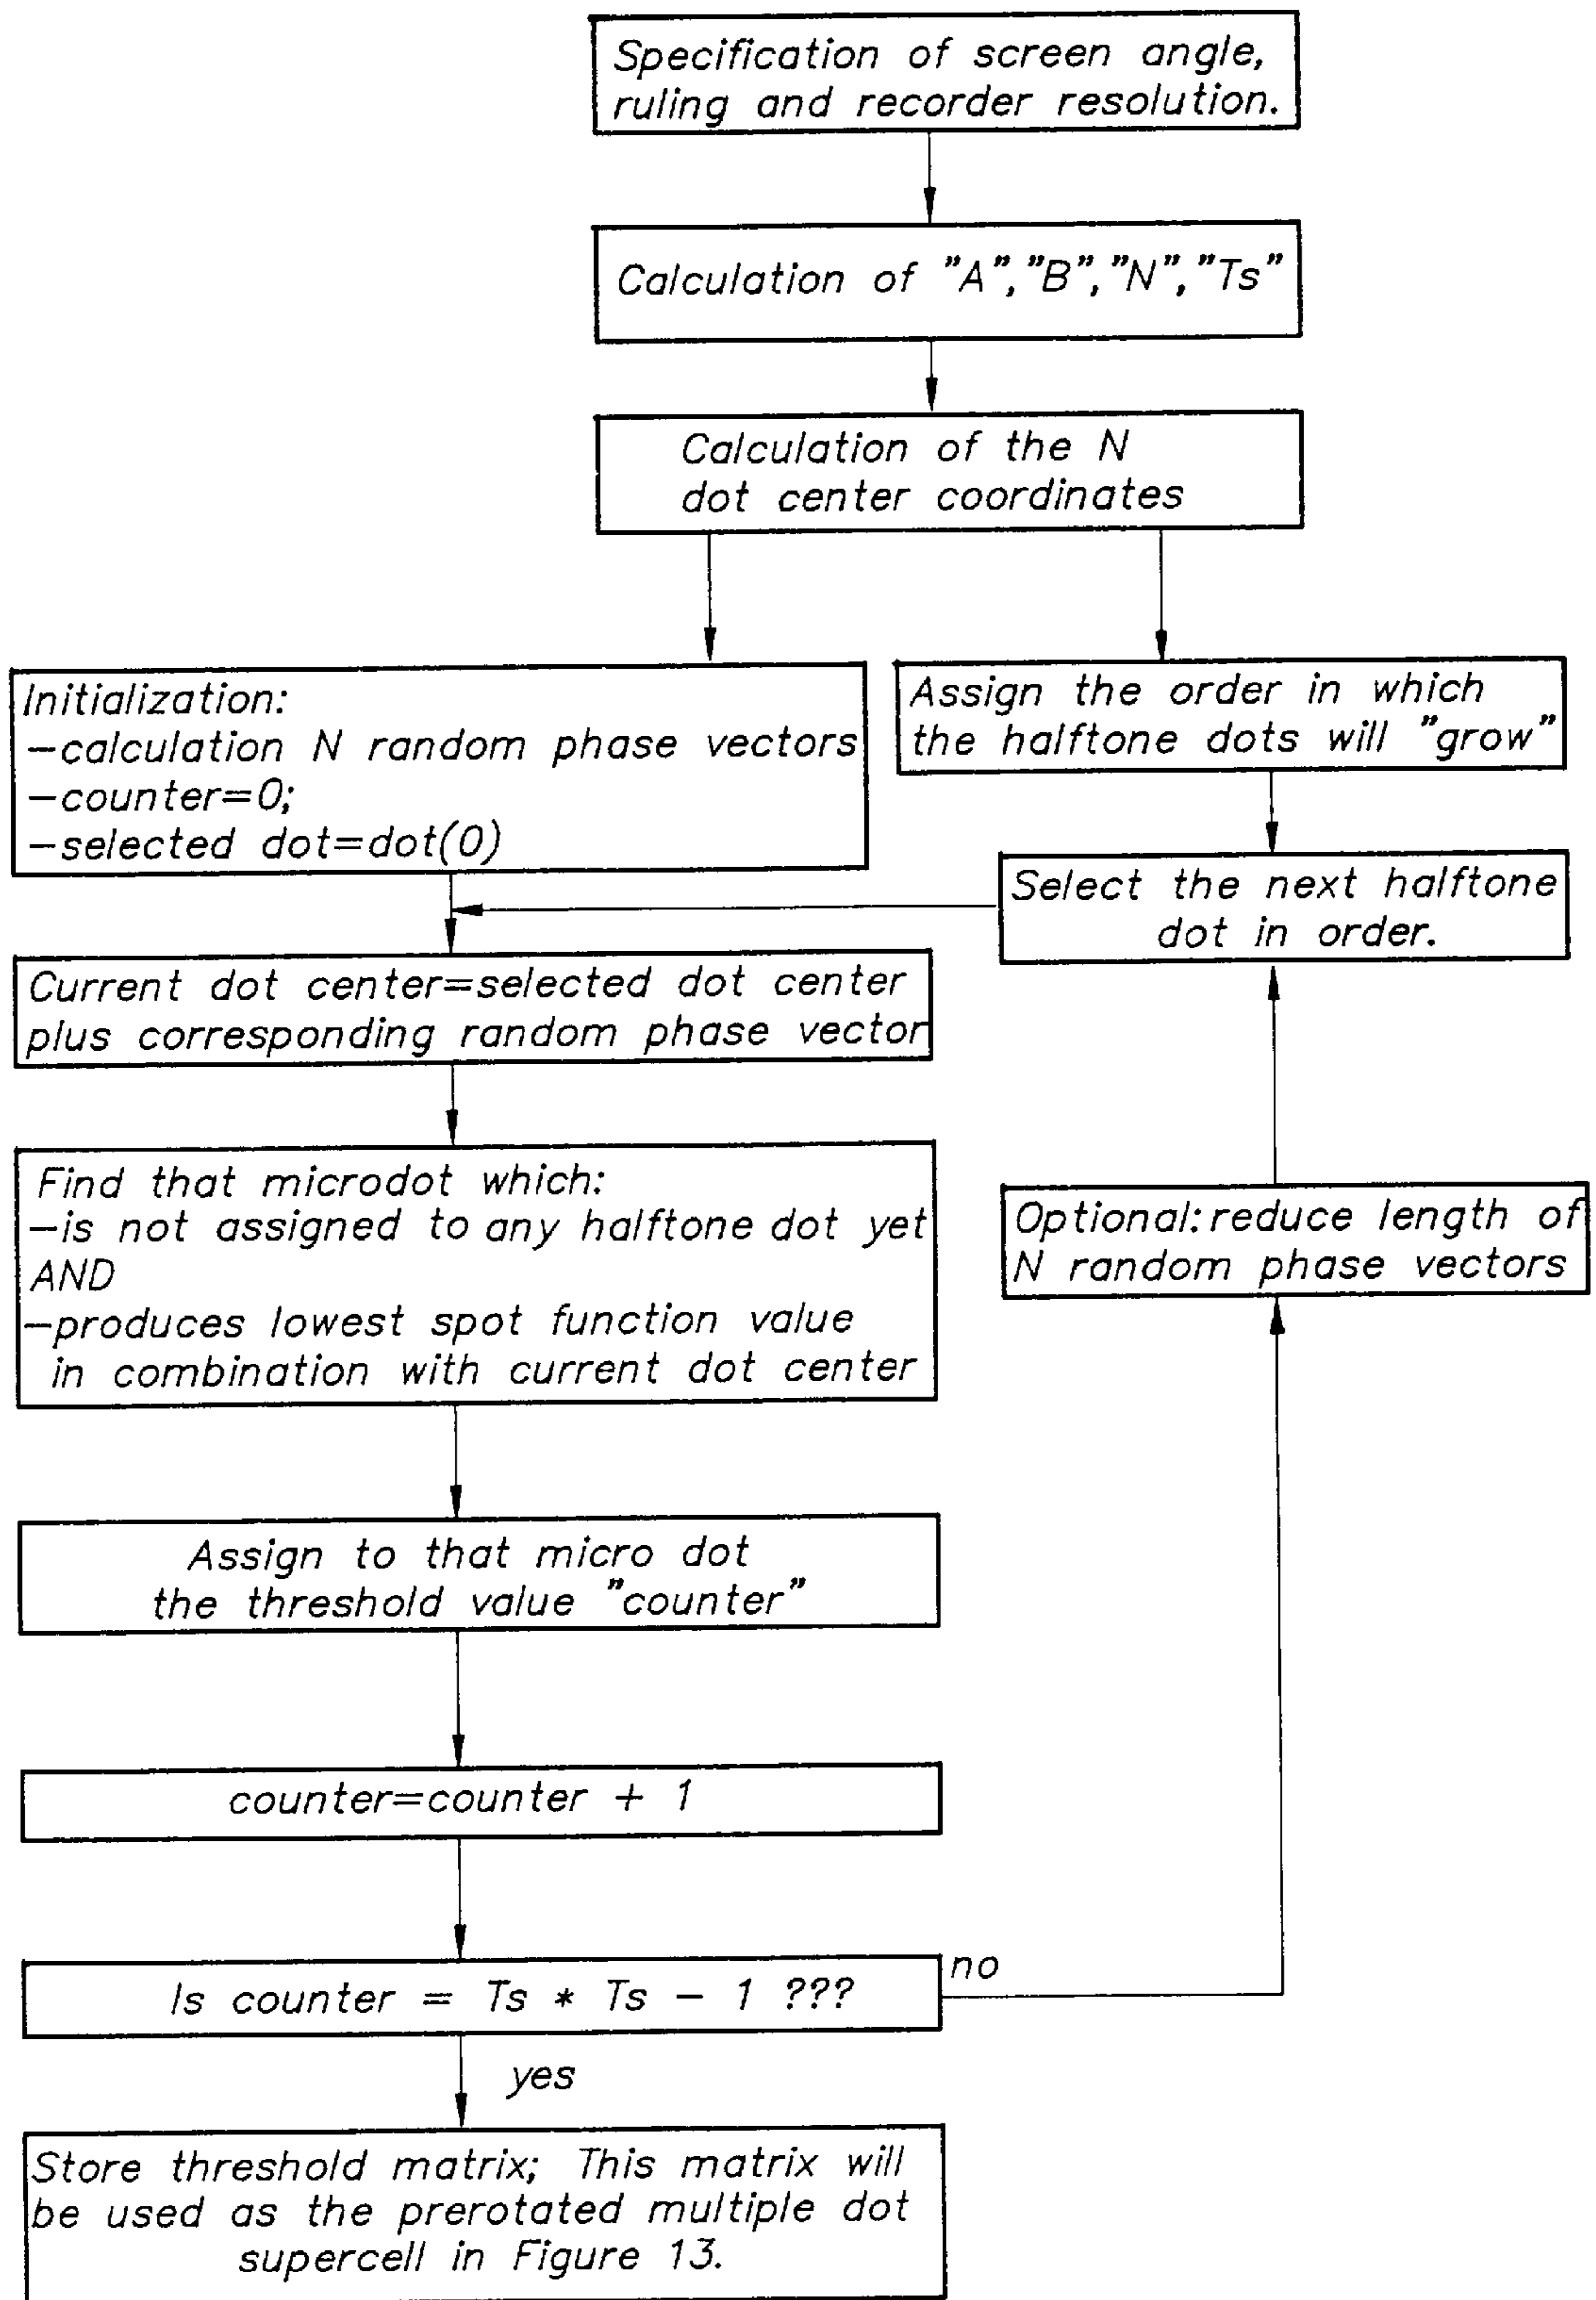 Specification of screen angle,
ruling and recorder resolution.
Calculation of "A","B","N","Ts"
Calculation of the N
dot center coordinates
Initialization:
-calculation N random phase vectors
-counter=0;
-selected dot=dot(0)
Assign the order in which
the halftone dots will "grow"
Select the next halftone
dot in order.
Current dot center=selected dot center
plus corresponding random phase vector
Find that microdot which:
-is not assigned to any halftone dot yet
AND
-produces lowest spot function value
in combination with current dot center
Optional: reduce length of
N random phase vectors
Assign to that micro dot
the threshold value "counter"
counter=counter + 1
Is counter = Ts * Ts - 1 ???
no
yes
Store threshold matrix; This matrix will
be used as the prerotated multiple dot
supercell in Figure 13.